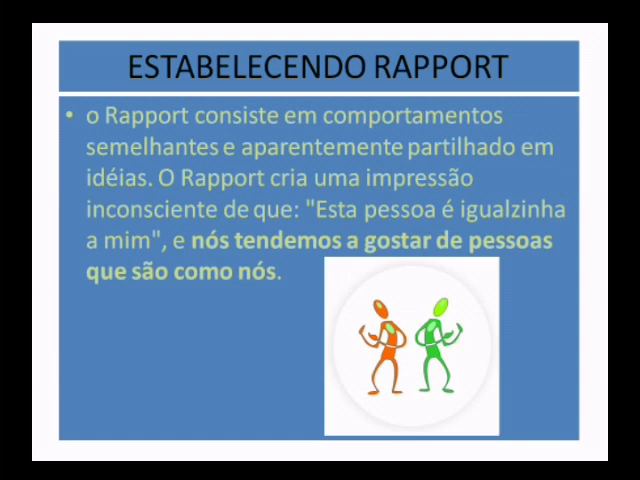 ESTABELECENDO RAPPORT
• o Rapport consiste em comportamentos
semelhantes e aparentemente partilhado em
idéias. O Rapport cria uma impressão
inconsciente de que: "Esta pessoa é igualzinha
a mim", e nós tendemos a gostar de pessoas
que são como nós.